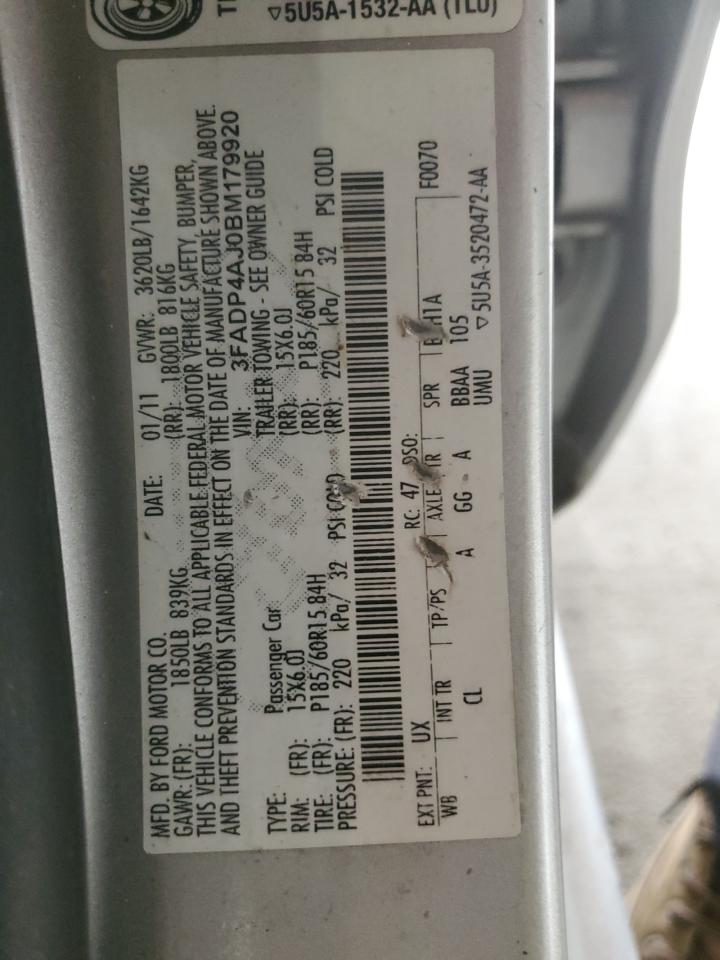 5U5A-1532-AA (TL0)
MFD. BY FORD MOTOR CO. DATE: 01/11 GVWR: 3620LB/1642KG
GAWR: (FR): 1850LB 839KG (RR): 1800LB 816KG
THIS VEHICLE CONFORMS TO ALL APPLICABLE FEDERAL MOTOR VEHICLE SAFETY, BUMPER,
AND THEFT PREVENTION STANDARDS IN EFFECT ON THE DATE OF MANUFACTURE SHOWN ABOVE.
VIN: 3FADP4AJ0BM179920
TYPE: Passenger Car TRAILER TOWING - SEE OWNER GUIDE
RIM: (FR): 15X6.0J (RR): 15X6.0J
TIRE: (FR): P185/60R15 84H (RR): P185/60R15 84H
PRESSURE: (FR): 220 kPa/ 32 PSI COLD (RR): 220 kPa/ 32 PSI COLD
EXT PNT: UX RC: 47 DSO: F0070
WB INT TR TP/PS AXLE TR SPR
CL A GG A BBAA 105
UMU 5U5A-3520472-AA